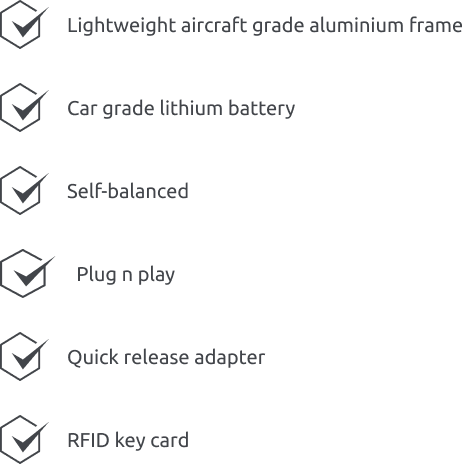 Lightweight aircraft grade aluminium frame
Car grade lithium battery
Self-balanced
Plug n play
Quick release adapter
RFID key card